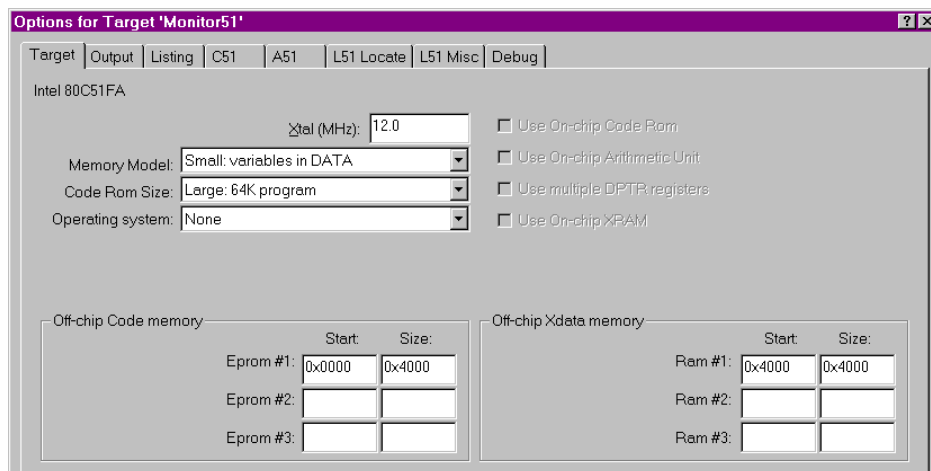 Options for Target 'Monitor51'
Target Output Listing C51 A51 L51 Locate L51 Misc Debug
Intel 80C51FA
Xtal (MHz): 12.0 Use On-chip Code Rom
Memory Model: Small: variables in DATA Use On-chip Arithmetic Unit
Code Rom Size: Large: 64K program Use multiple DPTR registers
Operating system: None Use On-chip XRAM
Off-chip Code memory Off-chip Xdata memory
Start: Size: Start: Size:
Eprom #1: 0x0000 0x4000 Ram #1: 0x4000 0x4000
Eprom #2: Ram #2:
Eprom #3: Ram #3: